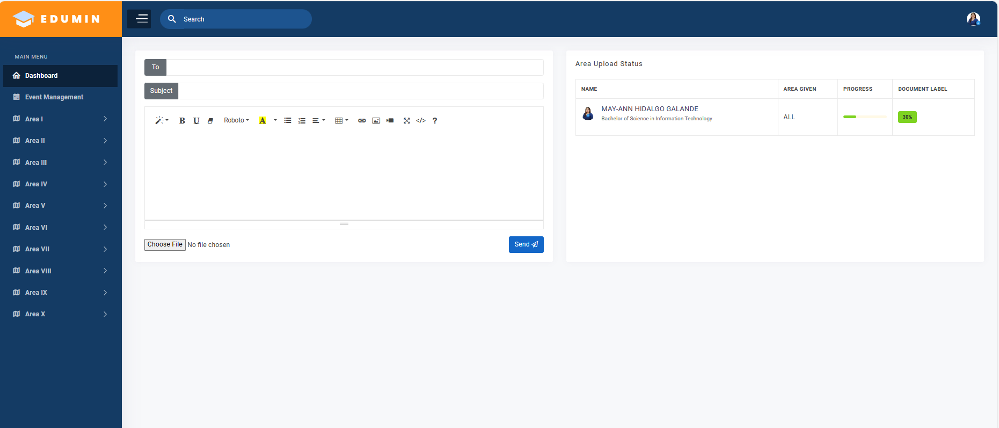 EDUMIN
Search
MAIN MENU
Dashboard
Event Management
Area I
Area II
Area III
Area IV
Area V
Area VI
Area VII
Area VIII
Area IX
Area X
To
Subject
B U Roboto A </> ?
Choose File No file chosen
Send
Area Upload Status
NAME AREA GIVEN PROGRESS DOCUMENT LABEL
MAY-ANN HIDALGO GALANDE
Bachelor of Science in Information Technology
ALL
30%